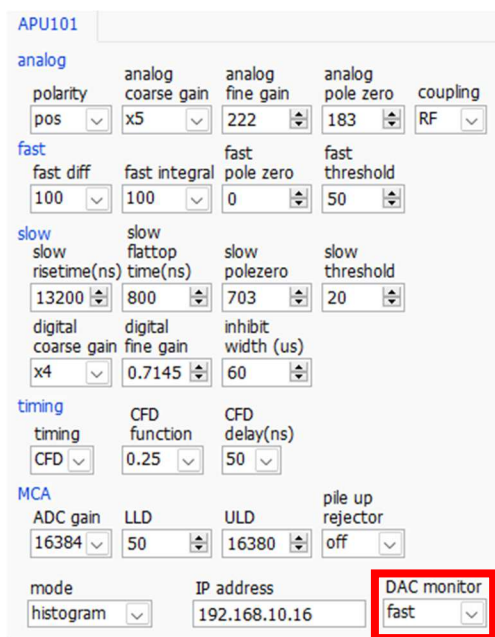 APU101
analog
polarity analog coarse gain analog fine gain analog pole zero coupling
pos x5 222 183 RF
fast
fast diff fast integral fast pole zero fast threshold
100 100 0 50
slow
slow risetime(ns) slow flattop time(ns) slow polezero slow threshold
13200 800 703 20
digital coarse gain digital fine gain inhibit width (us)
x4 0.7145 60
timing
timing CFD function CFD delay(ns)
CFD 0.25 50
MCA
ADC gain LLD ULD pile up rejector
16384 50 16380 off
mode IP address DAC monitor
histogram 192.168.10.16 fast